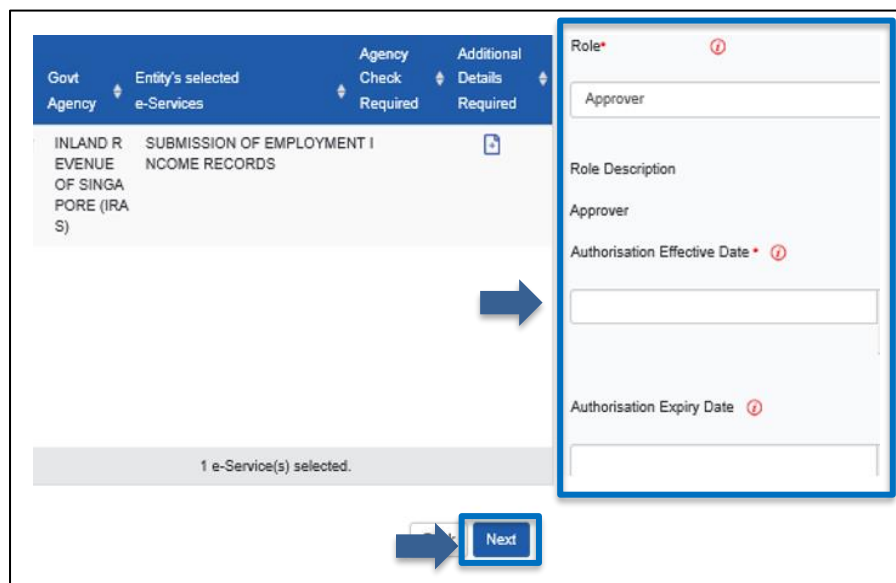 Govt
Agency
Entity's selected
e-Services
Agency
Check
Required
Additional
Details
Required
INLAND R
EVENUE
OF SINGA
PORE (IRA
S)
SUBMISSION OF EMPLOYMENT I
NCOME RECORDS
1 e-Service(s) selected.
Role*
Approver
Role Description
Approver
Authorisation Effective Date *
Authorisation Expiry Date
Next